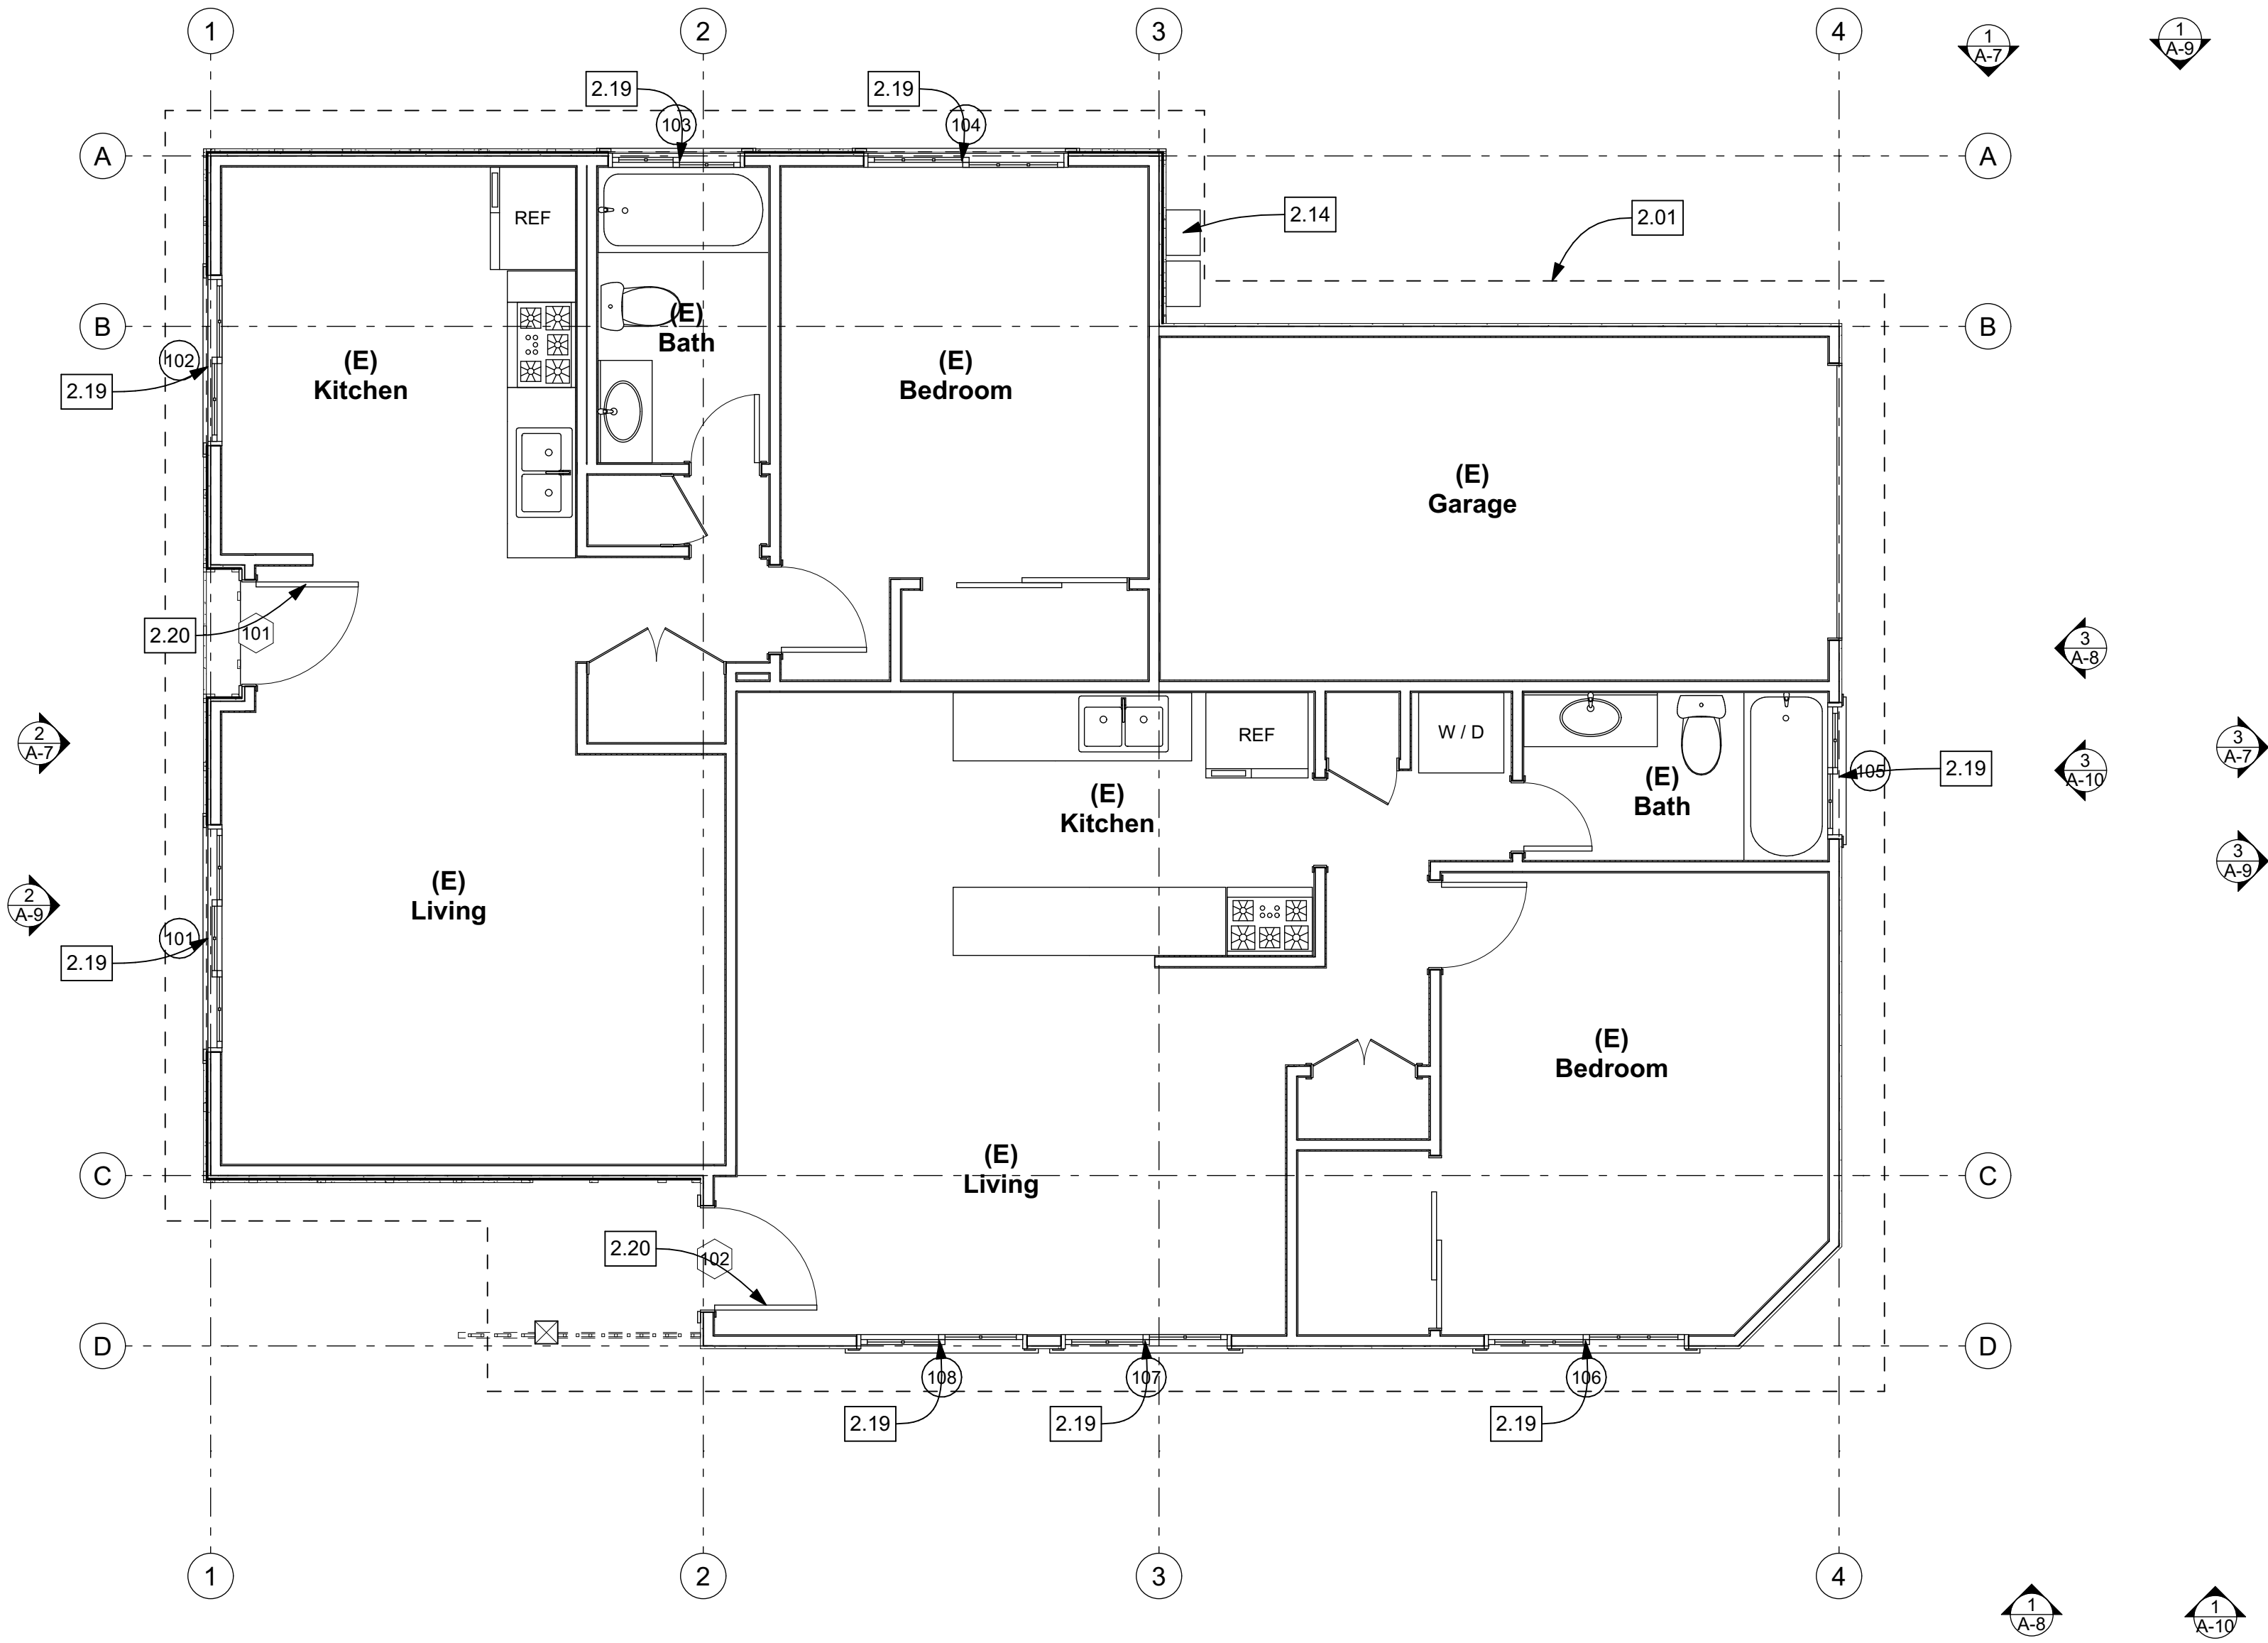 1
2
3
4
1
A-7
1
A-9
2.19
2.19
103
104
A
A
REF
2.14
2.01
B
B
(E)
Bath
102
2.19
(E)
Kitchen
(E)
Bedroom
(E)
Garage
2.20
101
3
A-8
2
A-7
REF
W / D
3
A-7
3
A-10
105
2.19
(E)
Kitchen
(E)
Bath
3
A-9
2
A-9
(E)
Living
101
2.19
(E)
Bedroom
(E)
Living
C
C
2.20
102
D
D
108
107
106
2.19
2.19
2.19
1
2
3
4
1
A-8
1
A-10